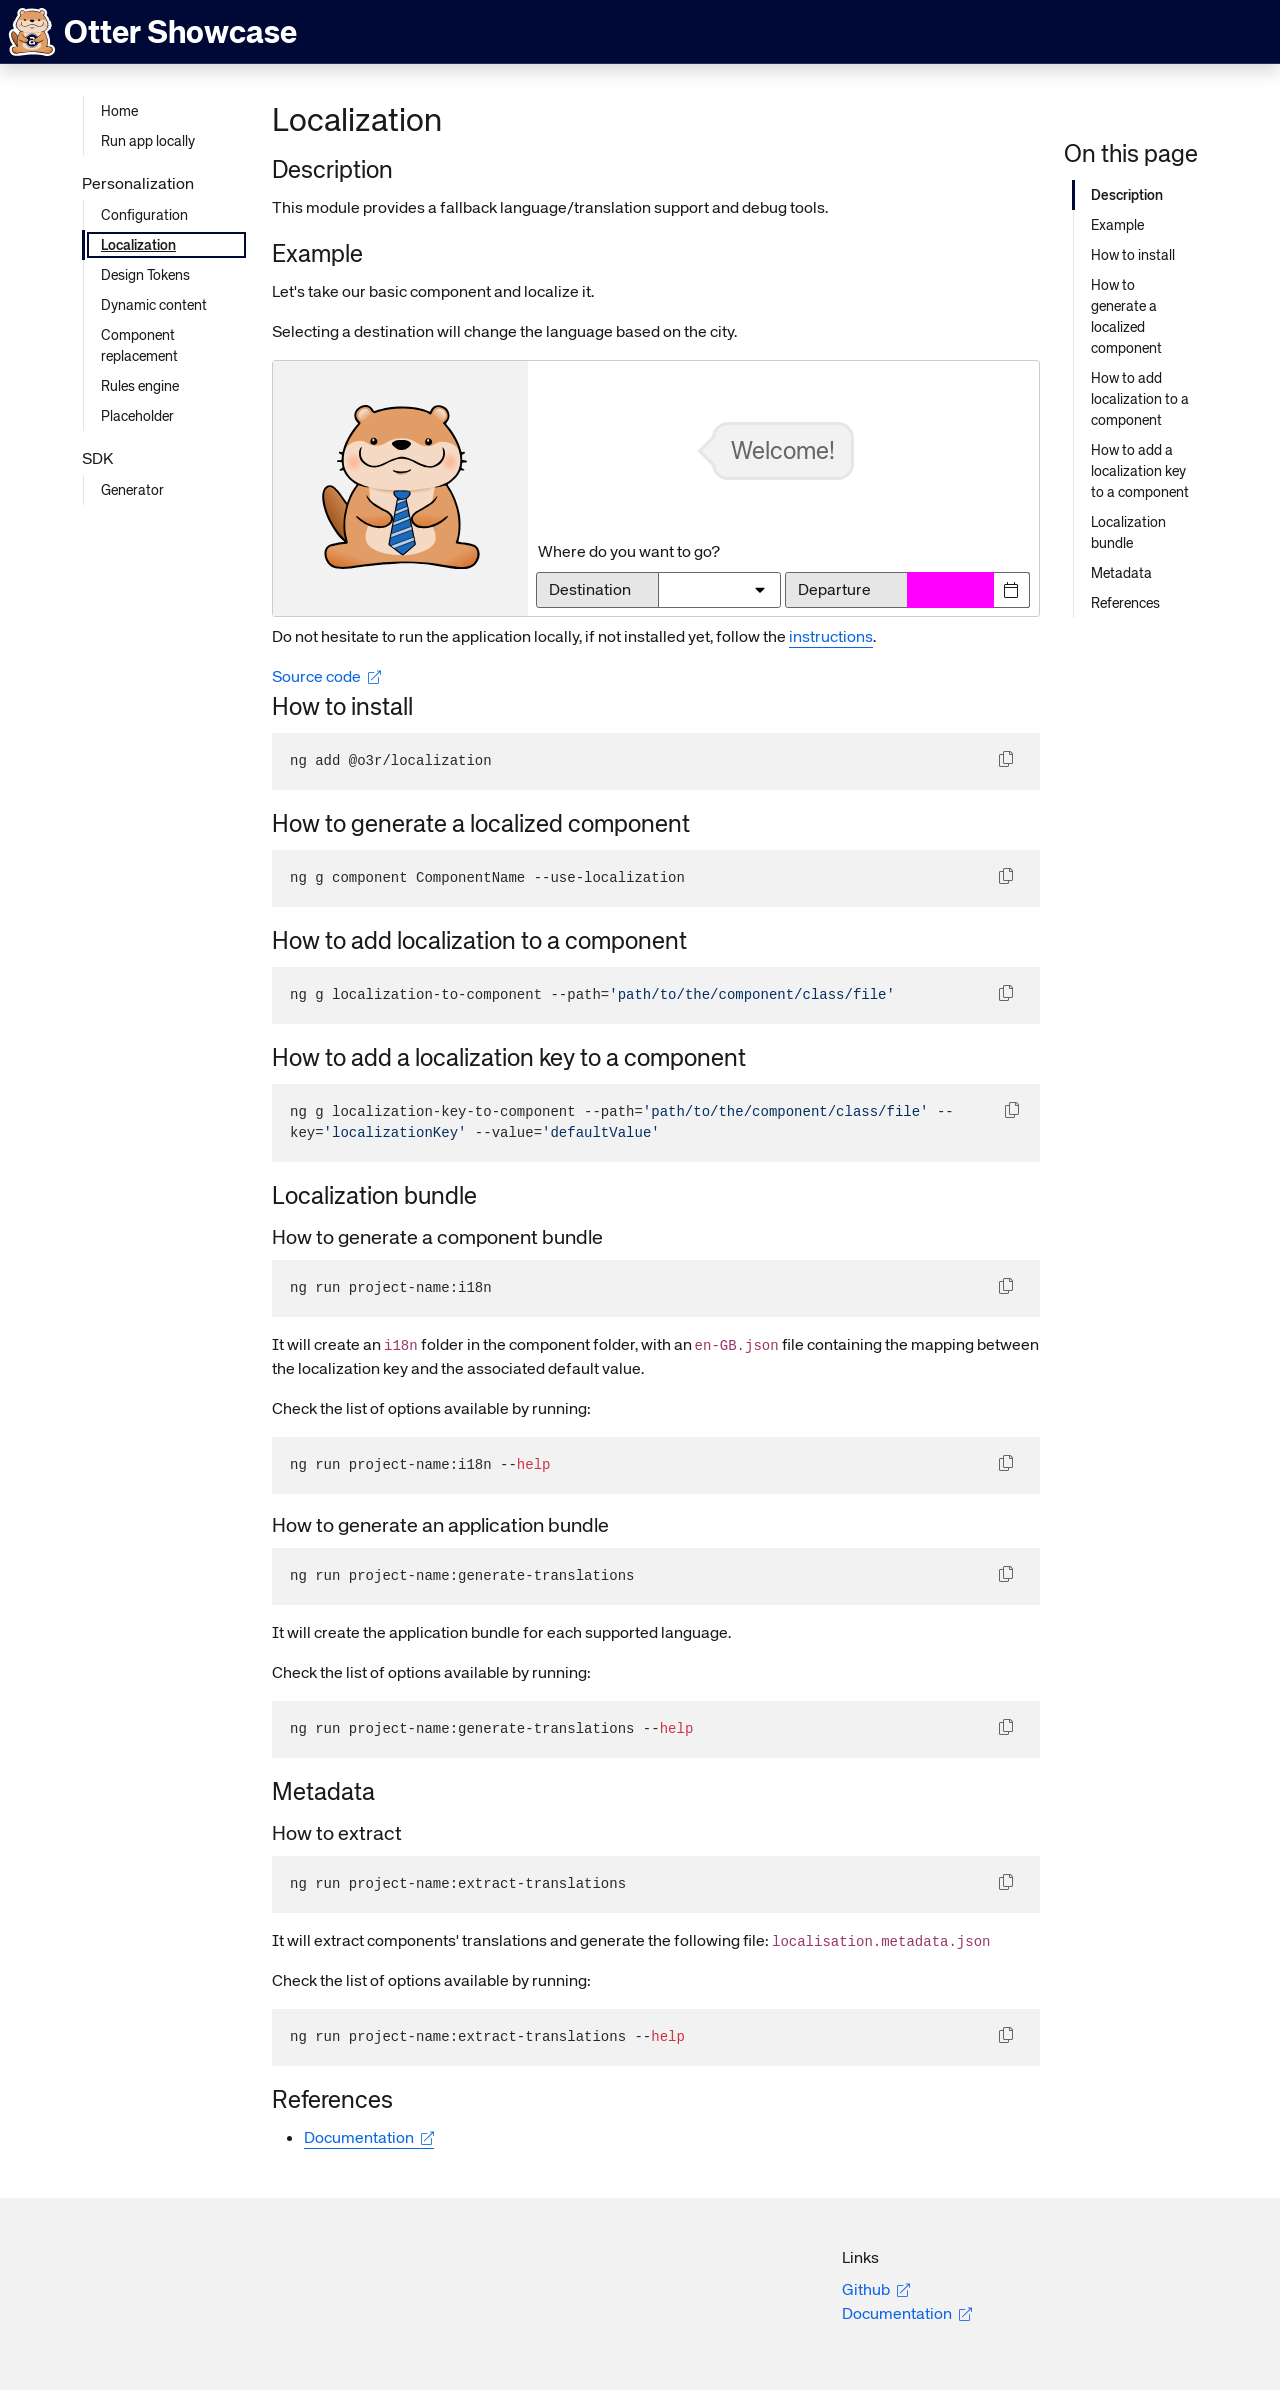 Otter Showcase
Home
Run app locally
Personalization
Configuration
Localization
Design Tokens
Dynamic content
Component
replacement
Rules engine
Placeholder
SDK
Generator
Localization
Description
This module provides a fallback language/translation support and debug tools.
Example
Let's take our basic component and localize it.
Selecting a destination will change the language based on the city.
Welcome!
Where do you want to go?
Destination
Departure
Do not hesitate to run the application locally, if not installed yet, follow the instructions.
Source code
How to install
ng add @o3r/localization
How to generate a localized component
ng g component ComponentName --use-localization
How to add localization to a component
ng g localization-to-component --path='path/to/the/component/class/file'
How to add a localization key to a component
ng g localization-key-to-component --path='path/to/the/component/class/file' --
key='localizationKey' --value='defaultValue'
Localization bundle
How to generate a component bundle
ng run project-name:i18n
It will create an i18n folder in the component folder, with an en-GB.json file containing the mapping between
the localization key and the associated default value.
Check the list of options available by running:
ng run project-name:i18n --help
How to generate an application bundle
ng run project-name:generate-translations
It will create the application bundle for each supported language.
Check the list of options available by running:
ng run project-name:generate-translations --help
Metadata
How to extract
ng run project-name:extract-translations
It will extract components' translations and generate the following file: localisation.metadata.json
Check the list of options available by running:
ng run project-name:extract-translations --help
References
Documentation
On this page
Description
Example
How to install
How to
generate a
localized
component
How to add
localization to a
component
How to add a
localization key
to a component
Localization
bundle
Metadata
References
Links
Github
Documentation